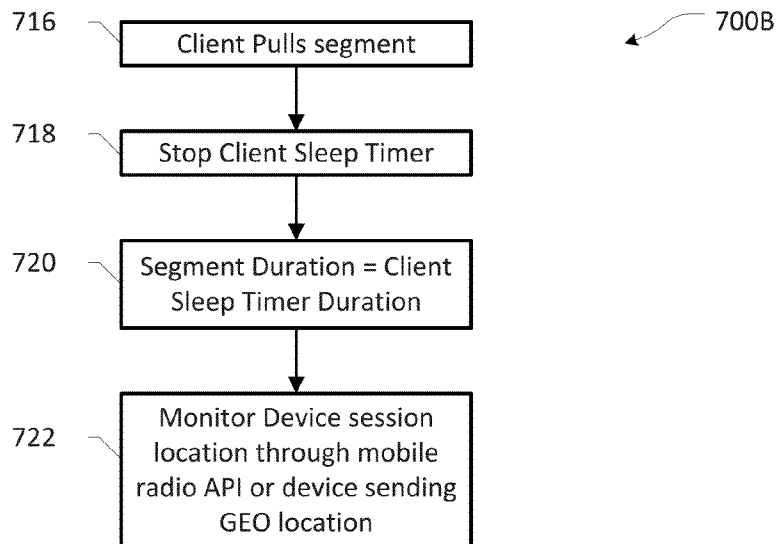 716
Client Pulls segment
700B
718
Stop Client Sleep Timer
720
Segment Duration = Client
Sleep Timer Duration
722
Monitor Device session
location through mobile
radio API or device sending
GEO location